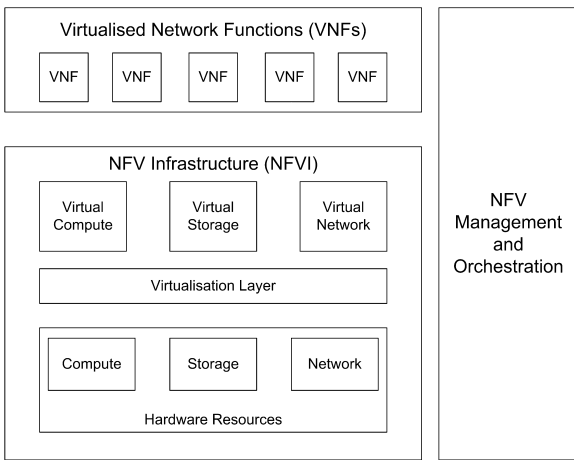 Virtualised Network Functions (VNFs)
VNF VNF VNF VNF VNF
NFV Infrastructure (NFVI)
Virtual
Compute
Virtual
Storage
Virtual
Network
Virtualisation Layer
Compute Storage Network
Hardware Resources
NFV
Management
and
Orchestration